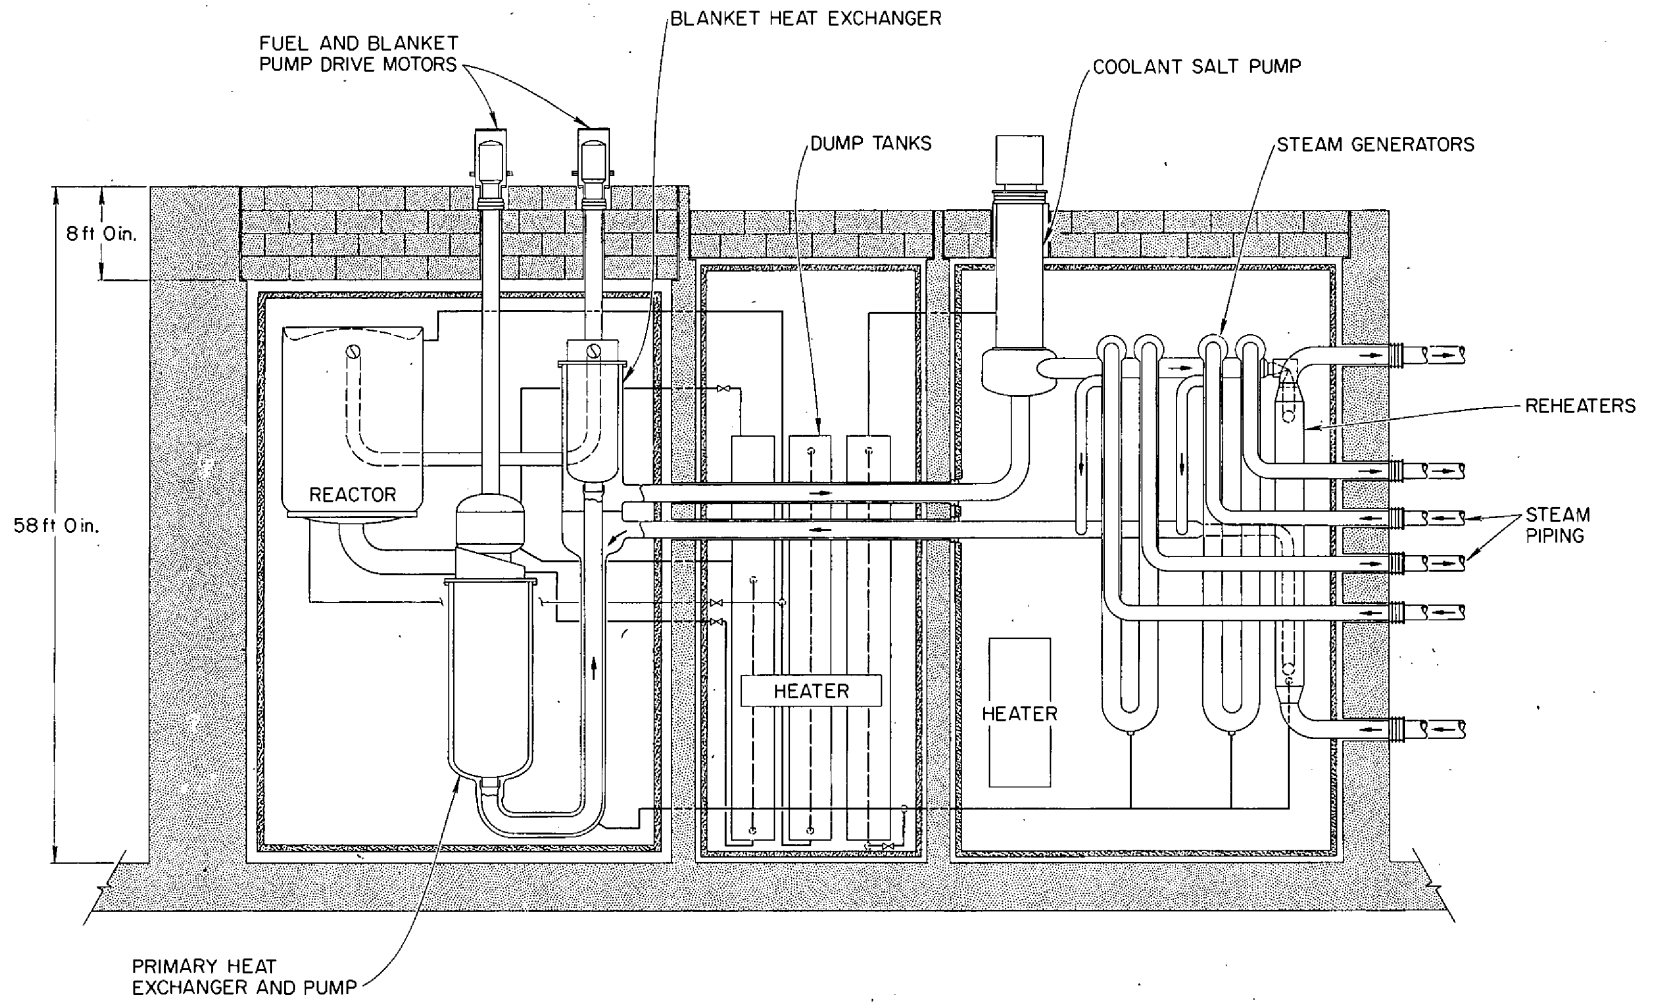 BLANKET HEAT EXCHANGER
FUEL AND BLANKET
PUMP DRIVE MOTORS
COOLANT SALT PUMP
DUMP TANKS
STEAM GENERATORS
8 ft 0 in.
REHEATERS
REACTOR
58 ft 0 in.
STEAM
PIPING
HEATER
HEATER
PRIMARY HEAT
EXCHANGER AND PUMP